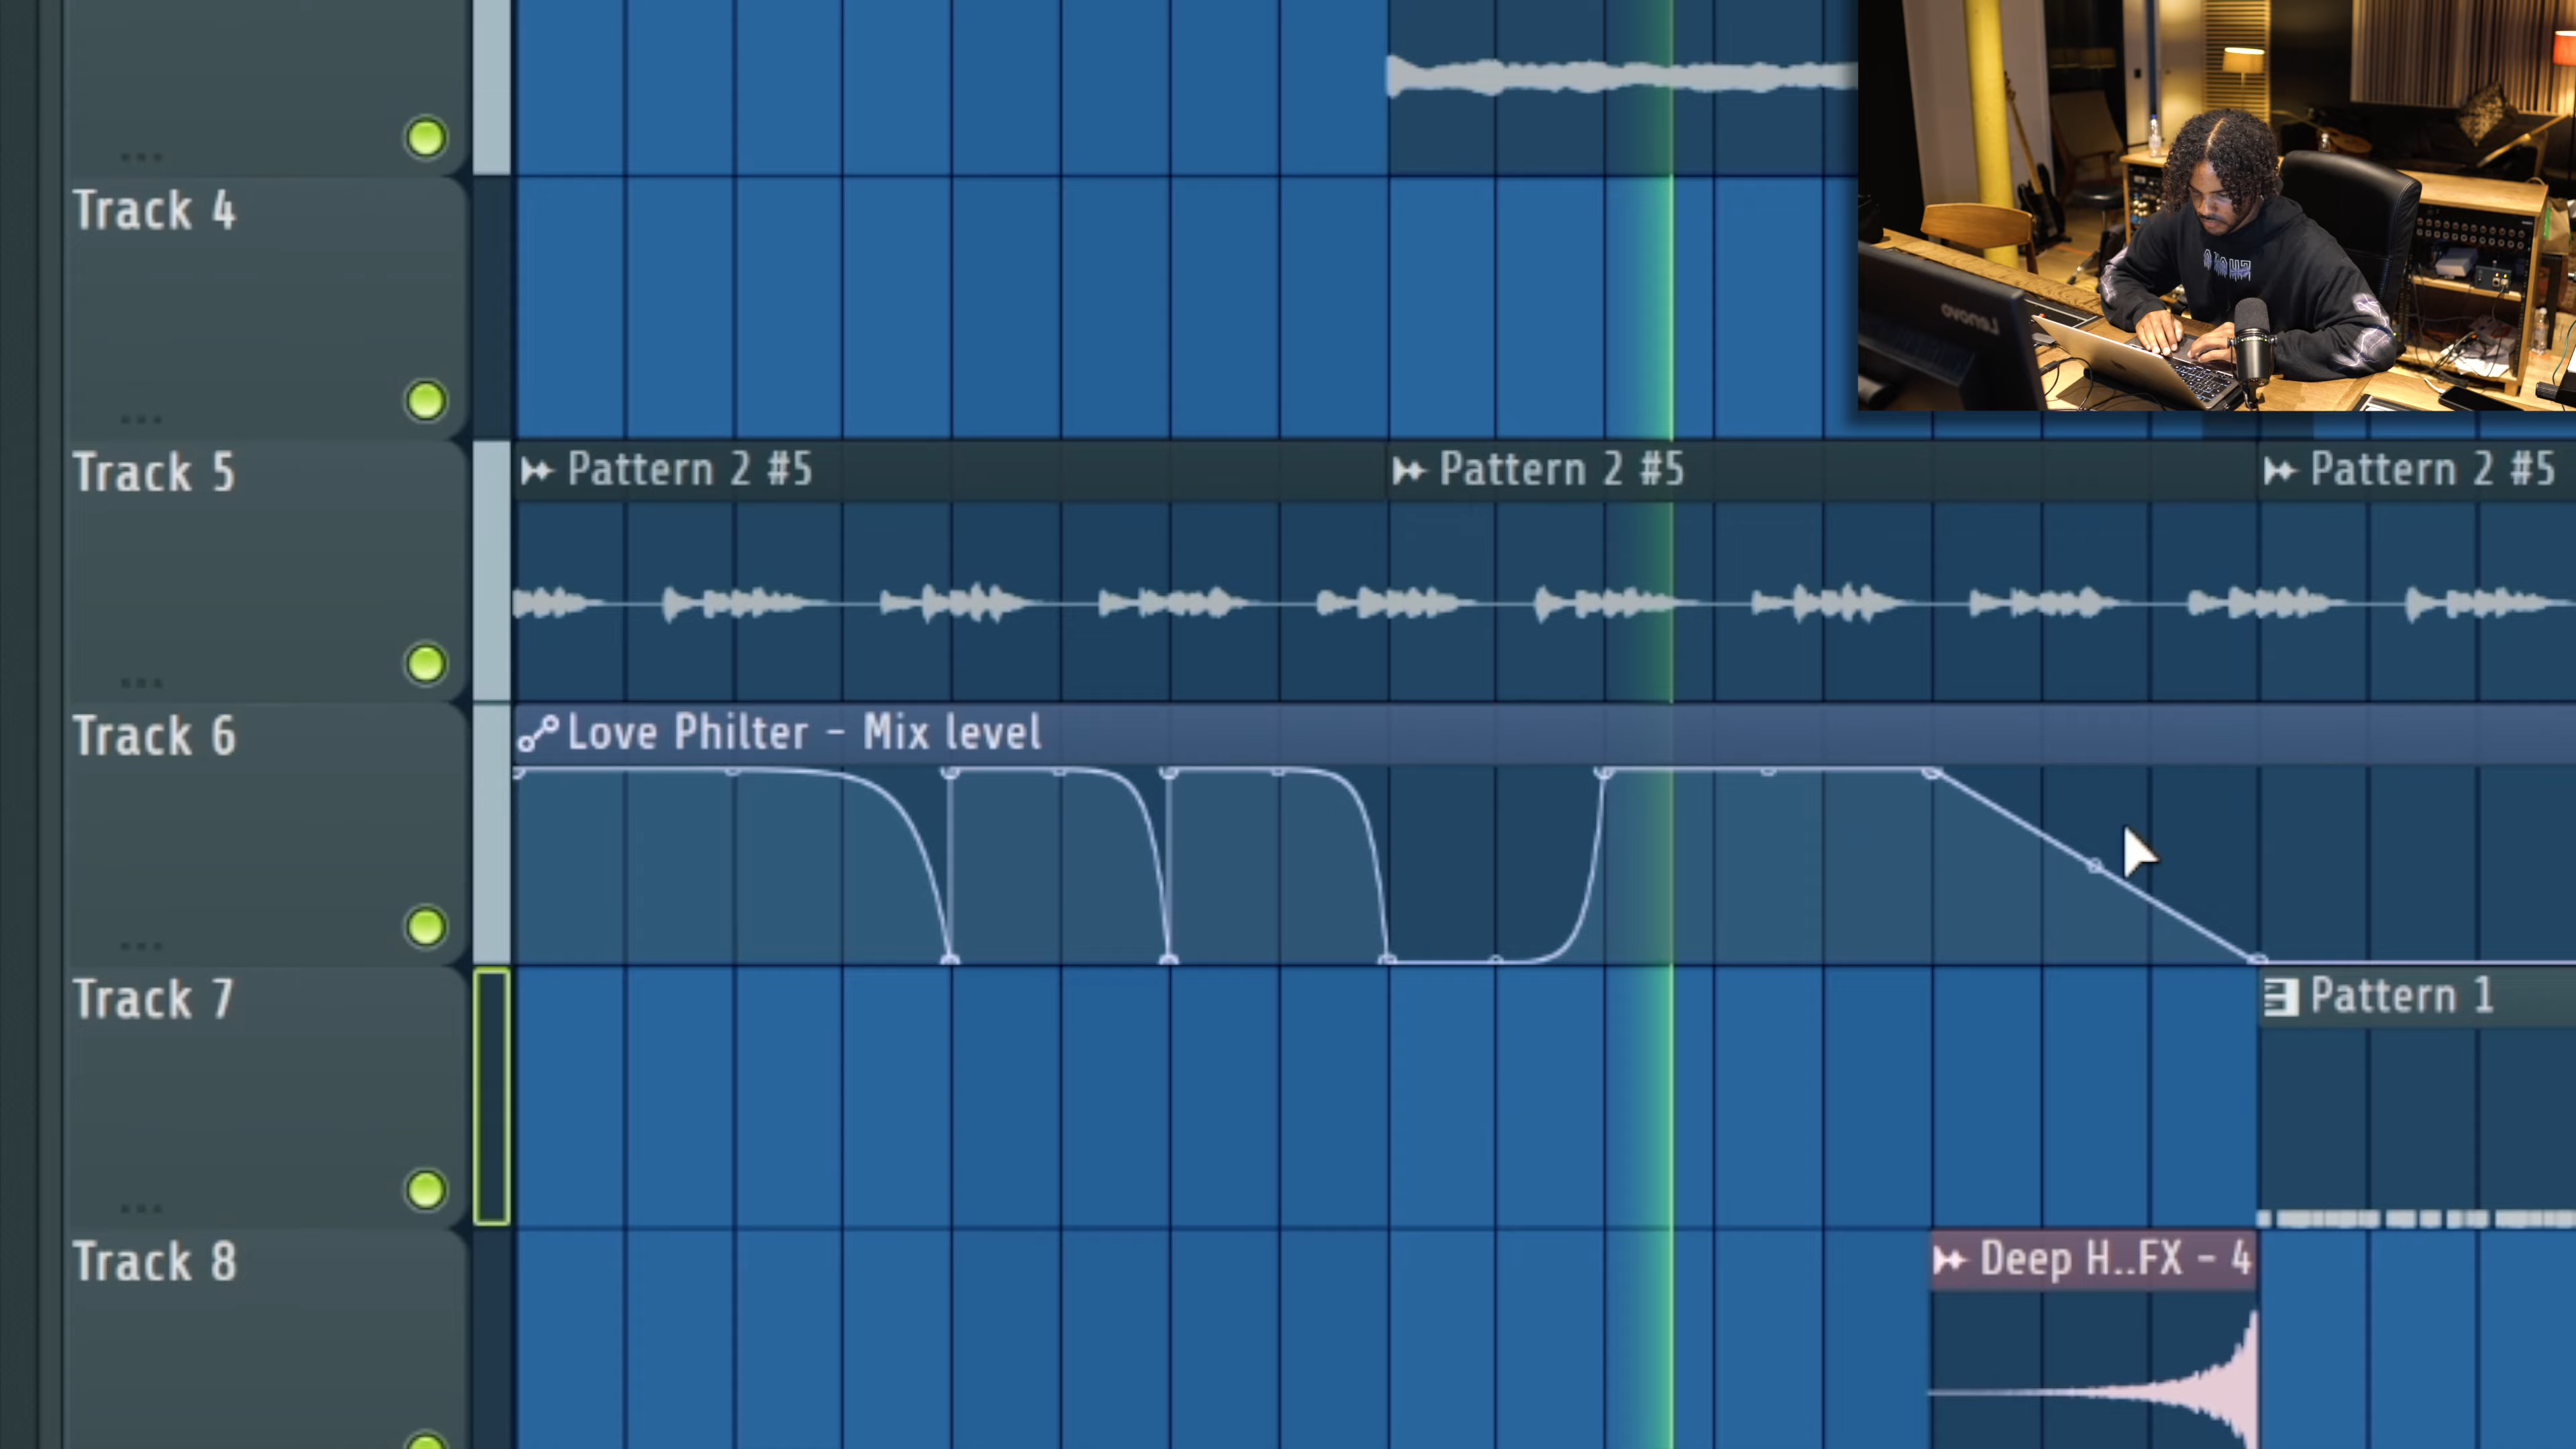 Track 4
Track 5
Pattern 2 #5
Pattern 2 #5
Pattern 2 #5
Track 6
Love Philter - Mix level
Track 7
Pattern 1
Track 8
Deep H..FX - 4